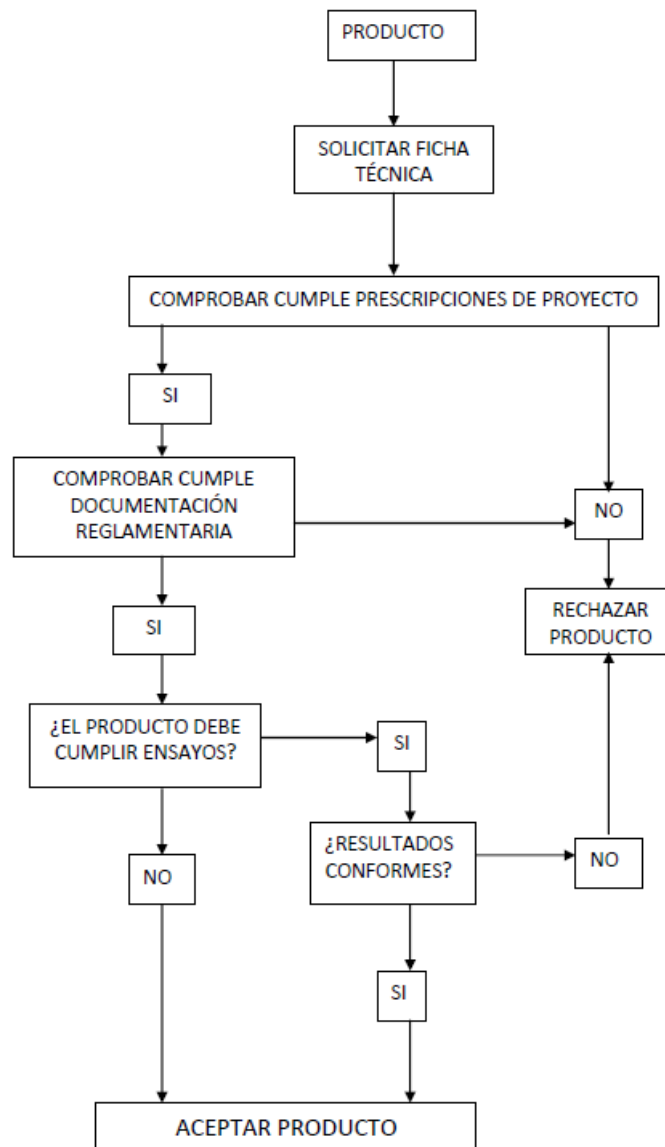 PRODUCTO
SOLICITAR FICHA
TÉCNICA
COMPROBAR CUMPLE PRESCRIPCIONES DE PROYECTO
SI
COMPROBAR CUMPLE
DOCUMENTACIÓN
REGLAMENTARIA
NO
RECHAZAR
PRODUCTO
SI
¿EL PRODUCTO DEBE
CUMPLIR ENSAYOS?
SI
¿RESULTADOS
CONFORMES?
NO
NO
SI
ACEPTAR PRODUCTO